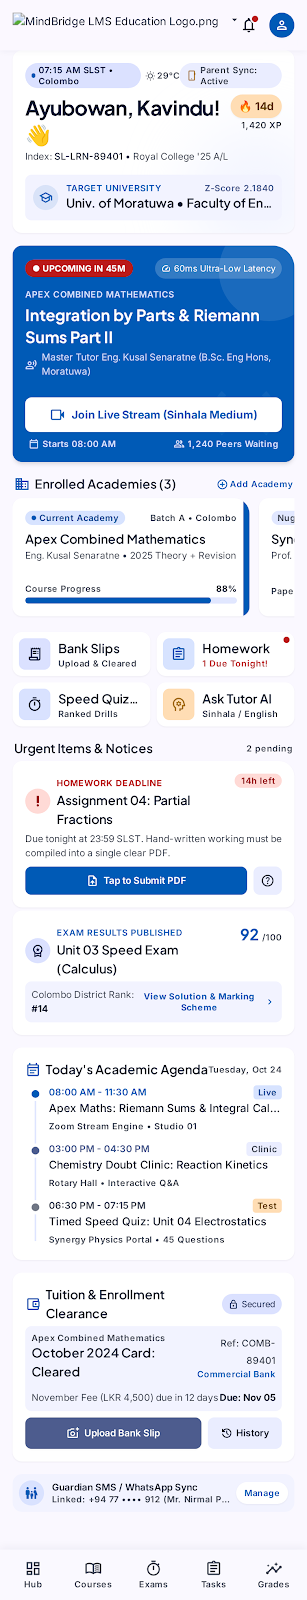 MindBridge LMS Education Logo.png
07:15 AM SLST •
Colombo
29°C
Parent Sync:
Active
Ayubowan, Kavindu!
👋
🔥 14d
1,420 XP
Index: SL-LRN-89401 • Royal College '25 A/L
TARGET UNIVERSITY
Z-Score 2.1840
Univ. of Moratuwa • Faculty of En...
UPCOMING IN 45M
60ms Ultra-Low Latency
APEX COMBINED MATHEMATICS
Integration by Parts & Riemann
Sums Part II
Master Tutor Eng. Kusal Senaratne (B.Sc. Eng Hons,
Moratuwa)
Join Live Stream (Sinhala Medium)
Starts 08:00 AM
1,240 Peers Waiting
Enrolled Academies (3)
Add Academy
Current Academy
Batch A • Colombo
Apex Combined Mathematics
Eng. Kusal Senaratne • 2025 Theory + Revision
Course Progress
88%
Nug
Syn
Prof.
Pape
Bank Slips
Upload & Cleared
Homework
1 Due Tonight!
Speed Quiz...
Ranked Drills
Ask Tutor AI
Sinhala / English
Urgent Items & Notices
2 pending
HOMEWORK DEADLINE
14h left
Assignment 04: Partial
Fractions
Due tonight at 23:59 SLST. Hand-written working must be
compiled into a single clear PDF.
Tap to Submit PDF
EXAM RESULTS PUBLISHED
92 /100
Unit 03 Speed Exam
(Calculus)
Colombo District Rank:
#14
View Solution & Marking
Scheme
Today's Academic Agenda
Tuesday, Oct 24
08:00 AM - 11:30 AM
Live
Apex Maths: Riemann Sums & Integral Cal...
Zoom Stream Engine • Studio 01
03:00 PM - 04:30 PM
Clinic
Chemistry Doubt Clinic: Reaction Kinetics
Rotary Hall • Interactive Q&A
06:30 PM - 07:15 PM
Test
Timed Speed Quiz: Unit 04 Electrostatics
Synergy Physics Portal • 45 Questions
Tuition & Enrollment
Clearance
Secured
Apex Combined Mathematics
October 2024 Card:
Cleared
Ref: COMB-
89401
Commercial Bank
November Fee (LKR 4,500) due in 12 days
Due: Nov 05
Upload Bank Slip
History
Guardian SMS / WhatsApp Sync
Linked: +94 77 •••• 912 (Mr. Nirmal P...
Manage
Hub
Courses
Exams
Tasks
Grades